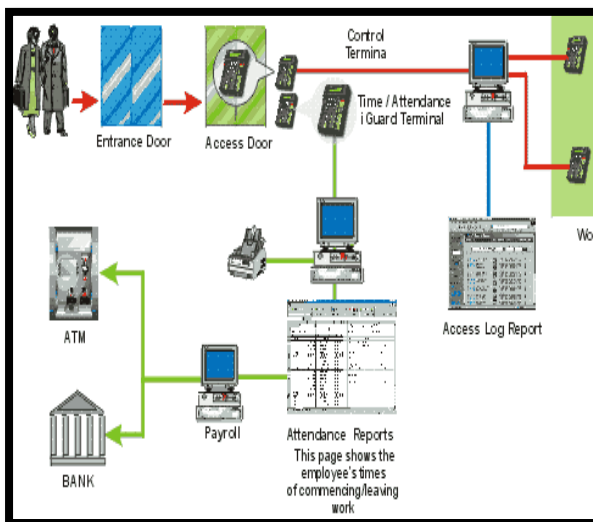 Control
Termina
Time / Attendance
i Guard Terminal
Entrance Door
Access Door
Wo
Access Log Report
ATM
Payroll
Attendance Reports
This page shows the
employee's times
of commencing/leaving
work
BANK